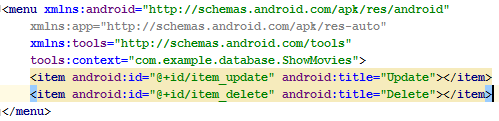 <menu xmlns:android="http://schemas.android.com/apk/res/android"
xmlns:app="http://schemas.android.com/apk/res-auto"
xmlns:tools="http://schemas.android.com/tools"
tools:context="com.example.database.ShowMovies">
<item android:id="@+id/item_update" android:title="Update"></item>
<item android:id="@+id/item_delete" android:title="Delete"></item>
</menu>